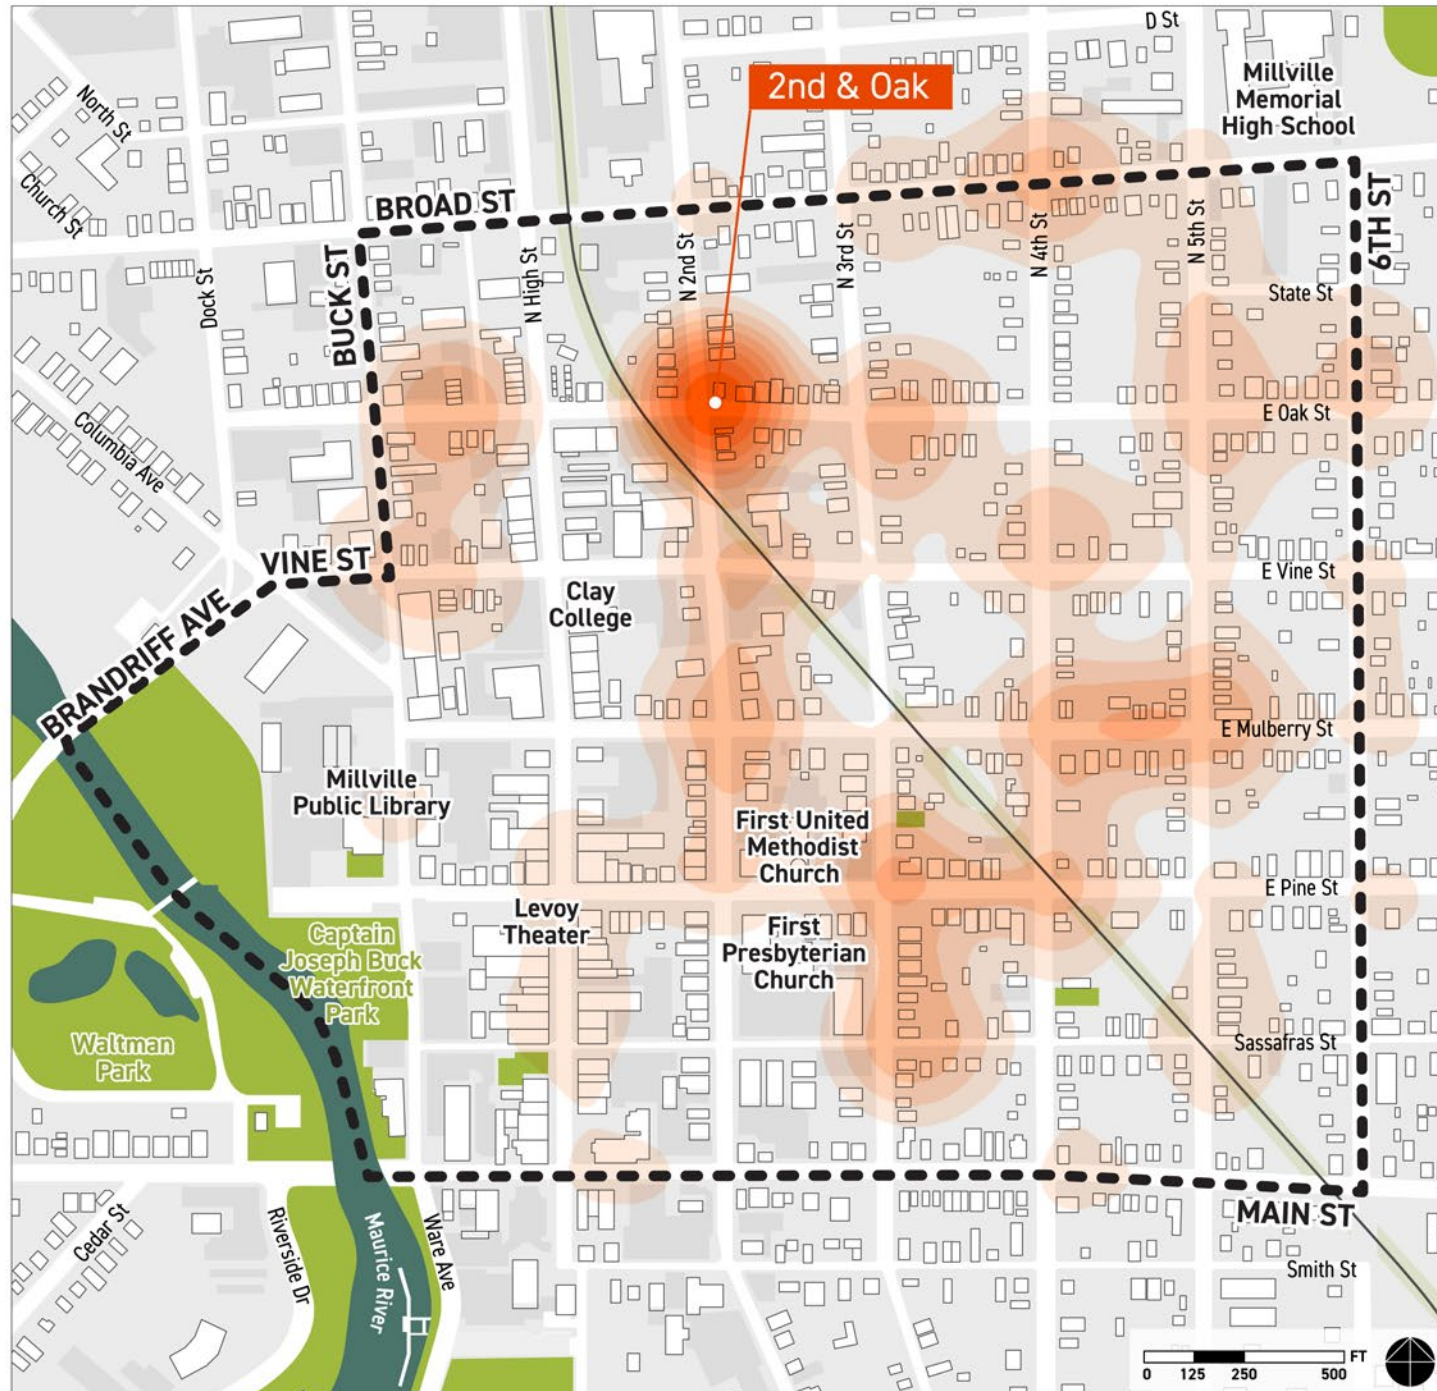 D St
2nd & Oak
Millville
Memorial
High School
North St
Church St
BROAD ST
6TH ST
BUCK ST
Dock St
N High St
N 2nd St
N 3rd St
N 4th St
N 5th St
State St
E Oak St
Columbia Ave
VINE ST
E Vine St
Clay
College
BRANDRIFF AVE
E Mulberry St
Millville
Public Library
First United
Methodist
Church
E Pine St
Levoy
Theater
First
Presbyterian
Church
Captain
Joseph Buck
Waterfront
Park
Waltman
Park
Sassafras St
MAIN ST
Cedar St
Riverside Dr
Maurice River
Ware Ave
Smith St
0 125 250 500 FT